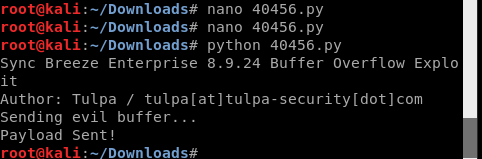 root@kali:~/Downloads# nano 40456.py
root@kali:~/Downloads# nano 40456.py
root@kali:~/Downloads# python 40456.py
Sync Breeze Enterprise 8.9.24 Buffer Overflow Explo
it
Author: Tulpa / tulpa[at]tulpa-security[dot]com
Sending evil buffer...
Payload Sent!
root@kali:~/Downloads#